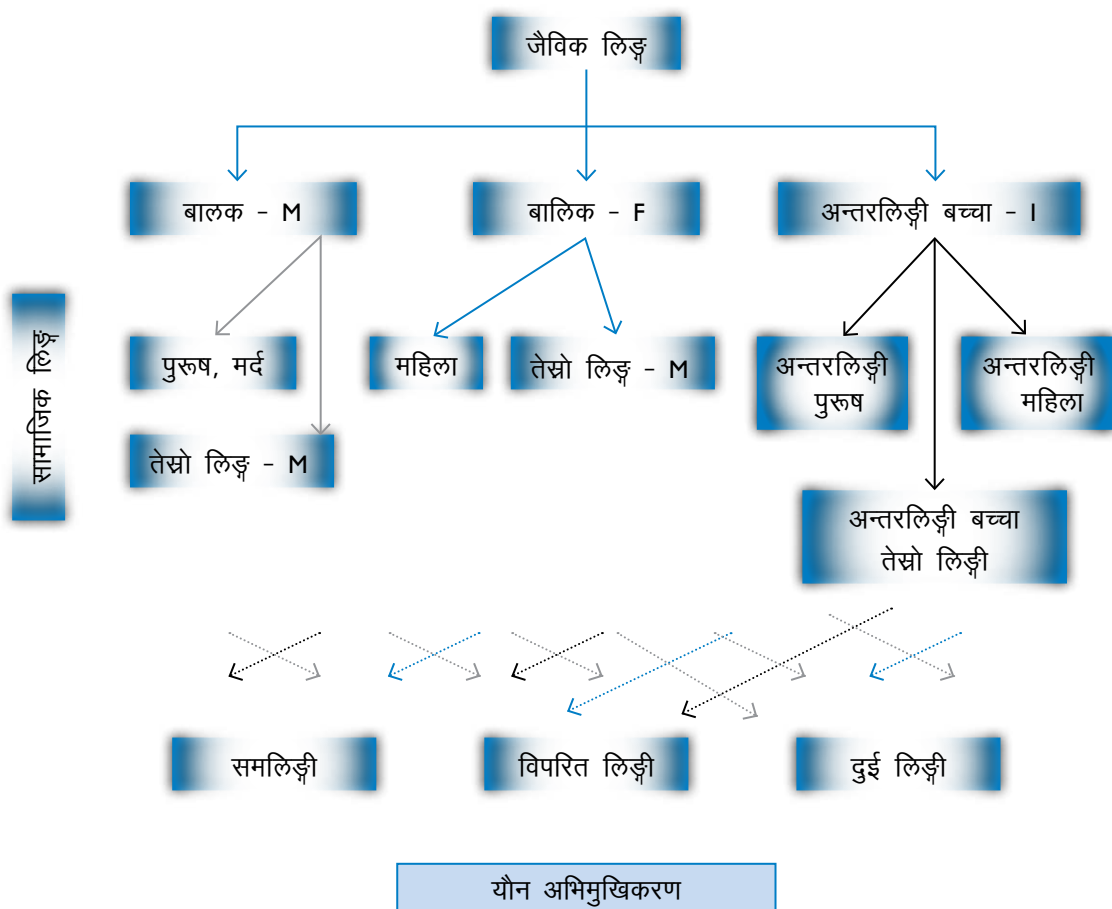 जैविक लिङ्ग
बालक - M
बालिक - F
अन्तरलिङ्गी बच्चा - I
सामाजिक लिङ्ग
पुरूष, मर्द
महिला
तेस्रो लिङ्ग - M
अन्तरलिङ्गी
पुरूष
अन्तरलिङ्गी
महिला
तेस्रो लिङ्ग - M
अन्तरलिङ्गी बच्चा
तेस्रो लिङ्गी
समलिङ्गी
विपरित लिङ्गी
दुई लिङ्गी
यौन अभिमुखिकरण